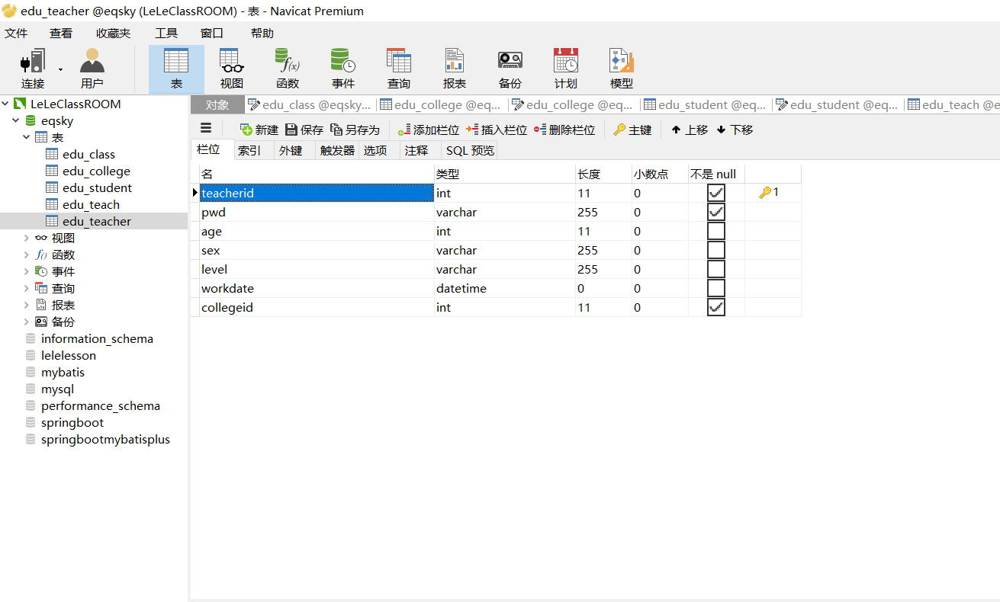 edu_teacher @eqsky (LeLeClassROOM) - 表 - Navicat Premium
文件 查看 收藏夹 工具 窗口 帮助
连接 用户 表 视图 函数 事件 查询 报表 备份 计划 模型
LeLeClassROOM
eqsky
表
edu_class
edu_college
edu_student
edu_teach
edu_teacher
视图
函数
事件
查询
报表
备份
information_schema
lelelesson
mybatis
mysql
performance_schema
springboot
springbootmybatisplus
对象 edu_class @eqsky... edu_college @eq... edu_college @eq... edu_student @eq... edu_student @eq... edu_teach @e
新建 保存 另存为 添加栏位 插入栏位 删除栏位 主键 上移 下移
栏位 索引 外键 触发器 选项 注释 SQL 预览
名 类型 长度 小数点 不是 null
teacherid int 11 0 1
pwd varchar 255 0
age int 11 0
sex varchar 255 0
level varchar 255 0
workdate datetime 0 0
collegeid int 11 0